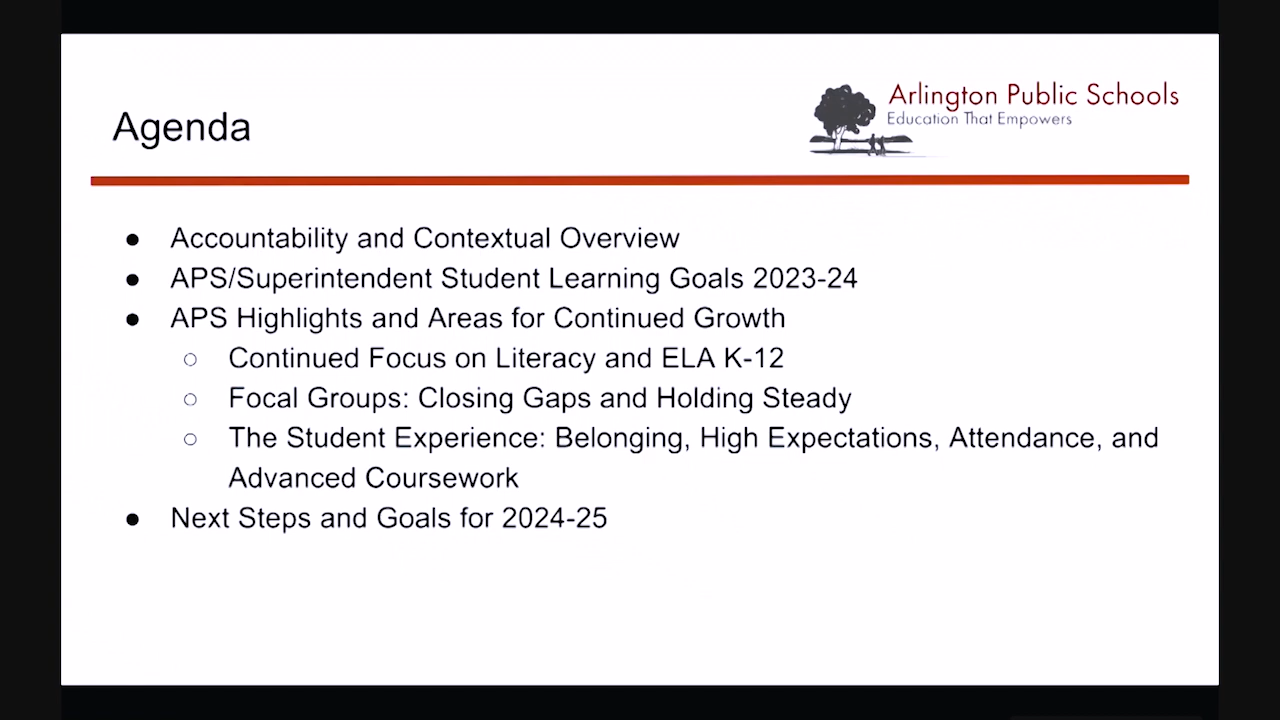 Agenda
Arlington Public Schools
Education That Empowers
● Accountability and Contextual Overview
● APS/Superintendent Student Learning Goals 2023-24
● APS Highlights and Areas for Continued Growth
○ Continued Focus on Literacy and ELA K-12
○ Focal Groups: Closing Gaps and Holding Steady
○ The Student Experience: Belonging, High Expectations, Attendance, and
Advanced Coursework
● Next Steps and Goals for 2024-25